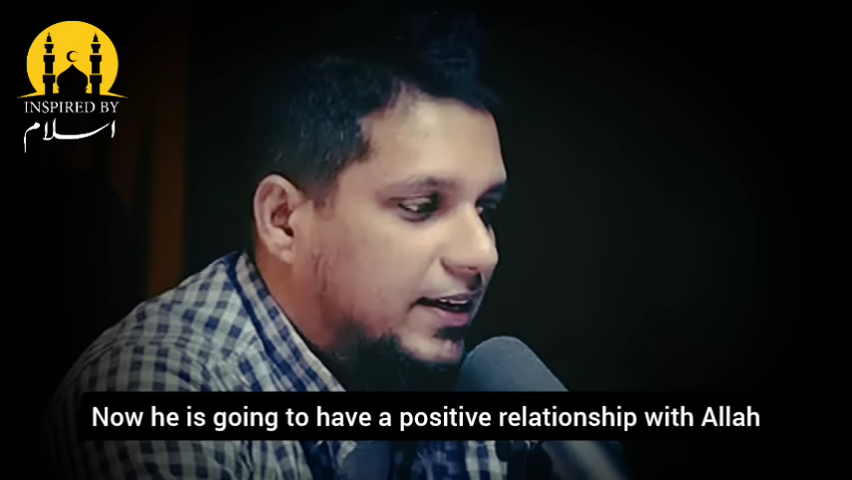 INSPIRED BY
اسلام
Now he is going to have a positive relationship with Allah